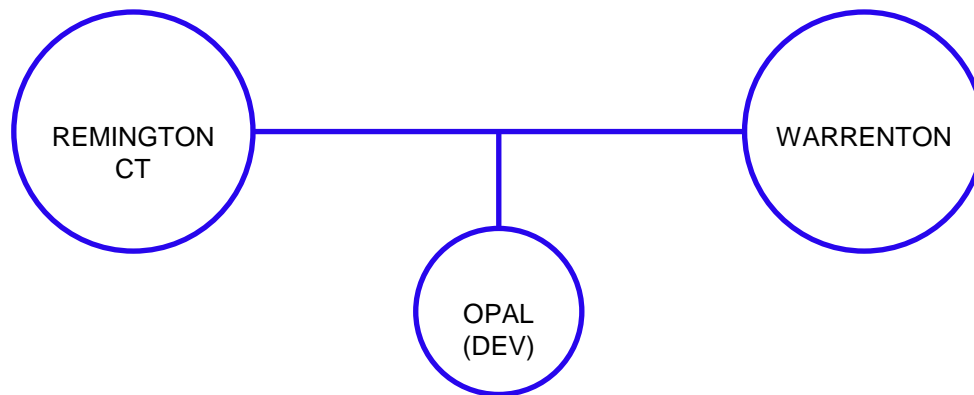 REMINGTON
CT
WARRENTON
OPAL
(DEV)